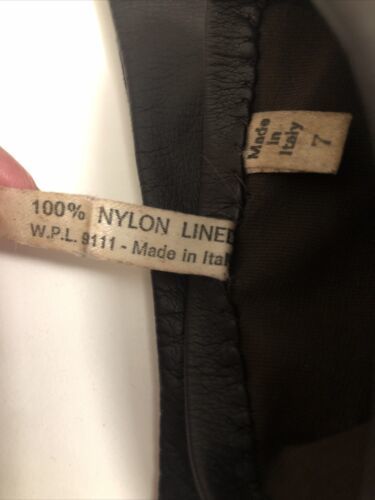 Made
in
Italy
7
100% NYLON LINED
W.P.L. 9111 - Made in Ital